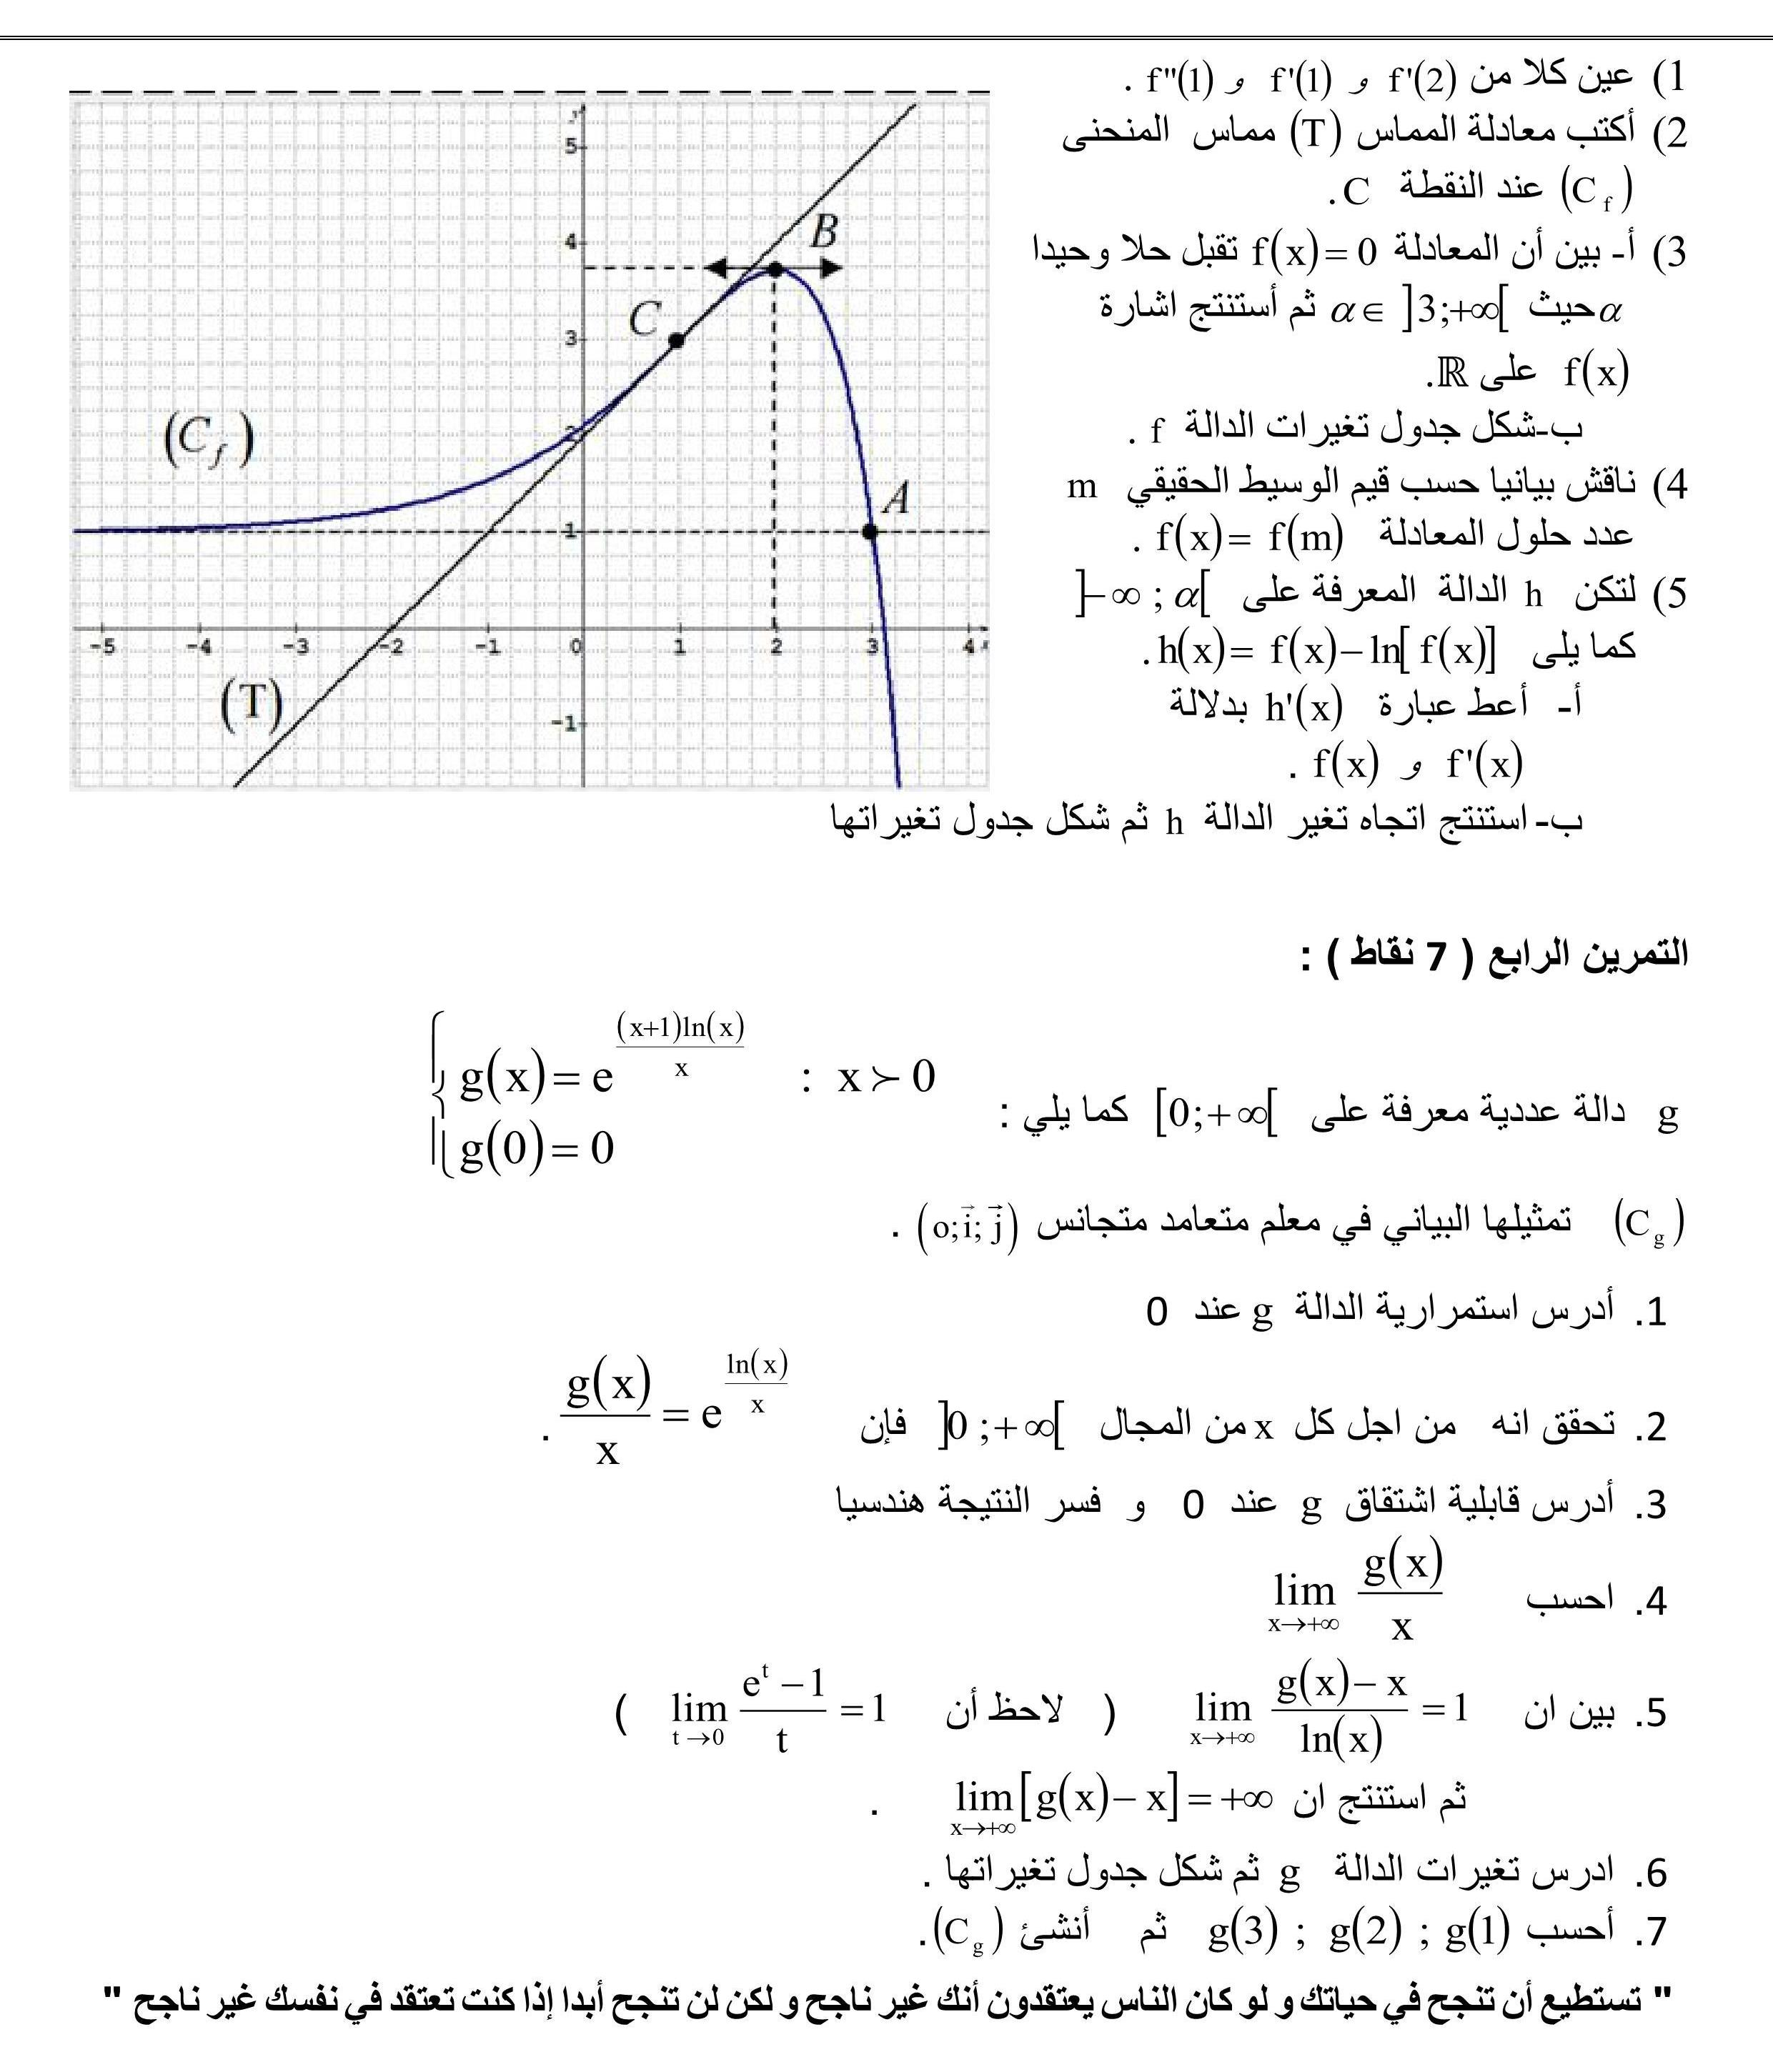 1) عين كلا من f'(2) و f'(1) و f"(1) .
2) أكتب معادلة المماس (T) مماس المنحنى
(C_f) عند النقطة C.
3) أ- بين أن المعادلة f(x)=0 تقبل حلا وحيدا
α حيث α∈ ]3;+∞[ ثم أستنتج اشارة
f(x) على ℝ.
ب-شكل جدول تغيرات الدالة f .
4) ناقش بيانيا حسب قيم الوسيط الحقيقي m
عدد حلول المعادلة f(x)= f(m) .
5) لتكن h الدالة المعرفة على ]-∞ ; α[
كما يلى h(x)= f(x)-ln[ f(x)] .
أ- أعط عبارة h'(x) بدلالة
f'(x) و f(x) .
ب- استنتج اتجاه تغير الدالة h ثم شكل جدول تغيراتها
y
5
4
3
2
1
-1
-5 -4 -3 -2 -1 0 1 2 3 4
B
C
A
(C_f)
(T)
التمرين الرابع ( 7 نقاط ) :
g دالة عددية معرفة على [0;+∞[ كما يلي : { g(x)= e^((x+1)ln(x)/x) : x≻0
g(0)= 0
(C_g) تمثيلها البياني في معلم متعامد متجانس (o;i⃗; j⃗) .
1. أدرس استمرارية الدالة g عند 0
2. تحقق انه من اجل كل x من المجال ]0 ;+∞[ فإن g(x)/x = e^(ln(x)/x) .
3. أدرس قابلية اشتقاق g عند 0 و فسر النتيجة هندسيا
4. احسب lim x→+∞ g(x)/x
5. بين ان lim x→+∞ (g(x)-x)/ln(x) =1 ( لاحظ أن lim t→0 (e^t -1)/t =1 )
ثم استنتج ان lim x→+∞ [g(x)-x]= +∞ .
6. ادرس تغيرات الدالة g ثم شكل جدول تغيراتها .
7. أحسب g(1) ; g(2) ; g(3) ثم أنشئ (C_g).
" تستطيع أن تنجح في حياتك و لو كان الناس يعتقدون أنك غير ناجح و لكن لن تنجح أبدا إذا كنت تعتقد في نفسك غير ناجح "